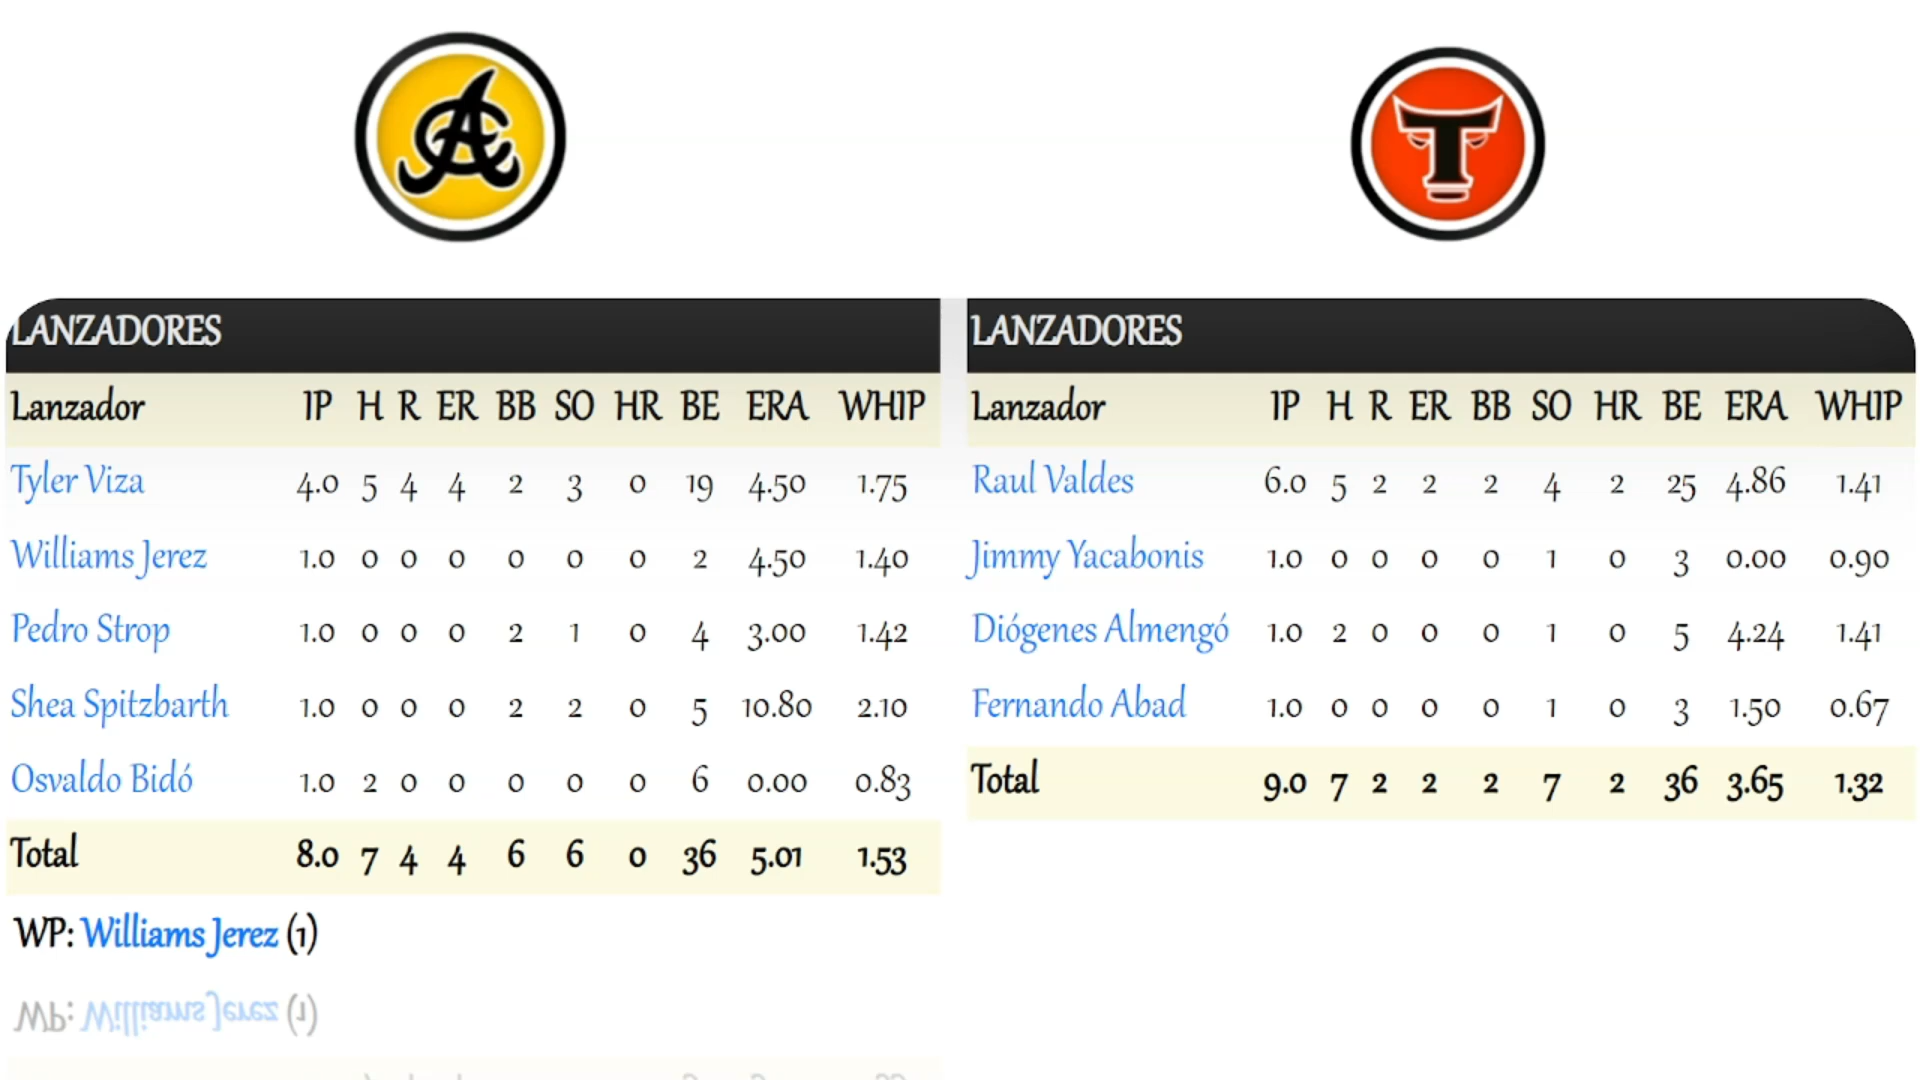 LANZADORES
Lanzador IP H R ER BB SO HR BE ERA WHIP
Tyler Viza 4.0 5 4 4 2 3 0 19 4.50 1.75
Williams Jerez 1.0 0 0 0 0 0 0 2 4.50 1.40
Pedro Strop 1.0 0 0 0 2 1 0 4 3.00 1.42
Shea Spitzbarth 1.0 0 0 0 2 2 0 5 10.80 2.10
Osvaldo Bidó 1.0 2 0 0 0 0 0 6 0.00 0.83
Total 8.0 7 4 4 6 6 0 36 5.01 1.53
WP: Williams Jerez (1)
WP: Williams Jerez (1)
LANZADORES
Lanzador IP H R ER BB SO HR BE ERA WHIP
Raul Valdes 6.0 5 2 2 2 4 2 25 4.86 1.41
Jimmy Yacabonis 1.0 0 0 0 0 1 0 3 0.00 0.90
Diógenes Almengó 1.0 2 0 0 0 1 0 5 4.24 1.41
Fernando Abad 1.0 0 0 0 0 1 0 3 1.50 0.67
Total 9.0 7 2 2 2 7 2 36 3.65 1.32